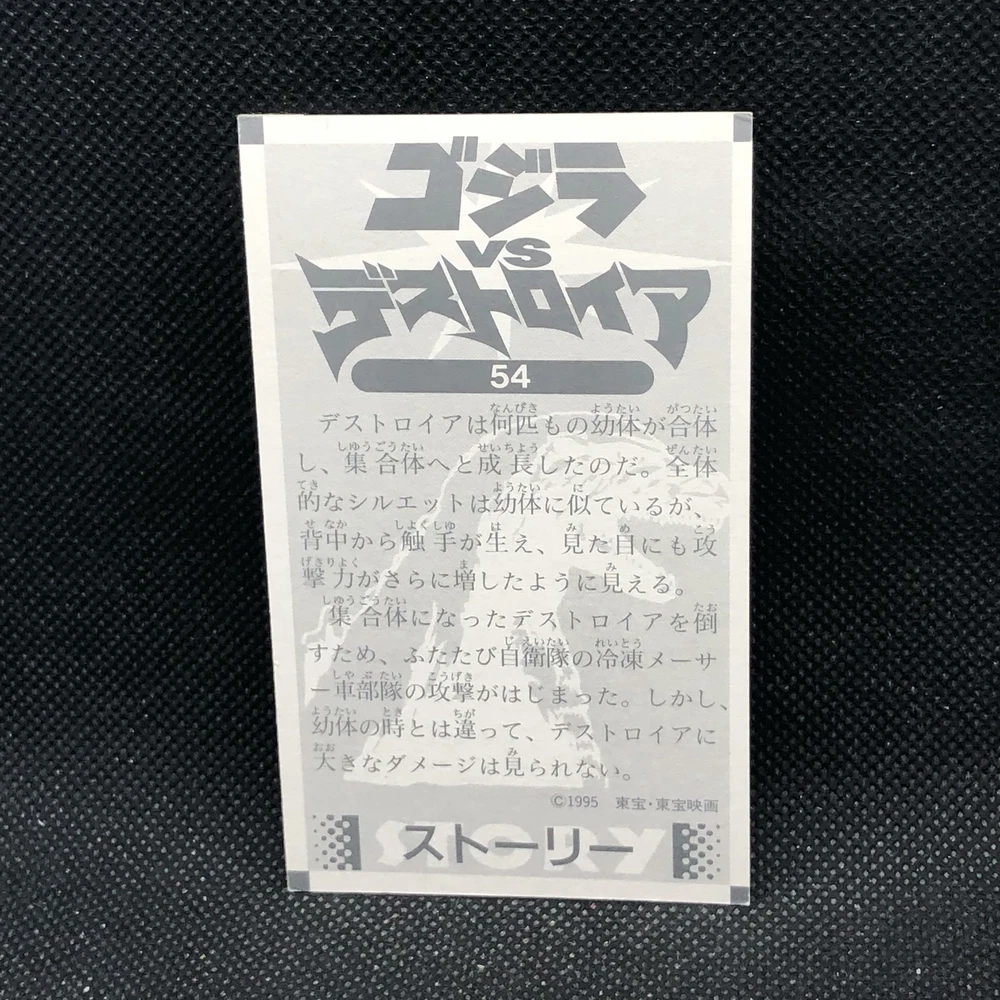 ゴジラ
VS
デストロイア
54
デストロイアは何匹もの幼体が合体
し、集合体へと成長したのだ。全体
的なシルエットは幼体に似ているが、
背中から触手が生え、見た目にも攻
撃力がさらに増したように見える。
集合体になったデストロイアを倒
すため、ふたたび自衛隊の冷凍メーサ
ー車部隊の攻撃がはじまった。しかし、
幼体の時とは違って、デストロイアに
大きなダメージは見られない。
©1995 東宝・東宝映画
STORY
ストーリー